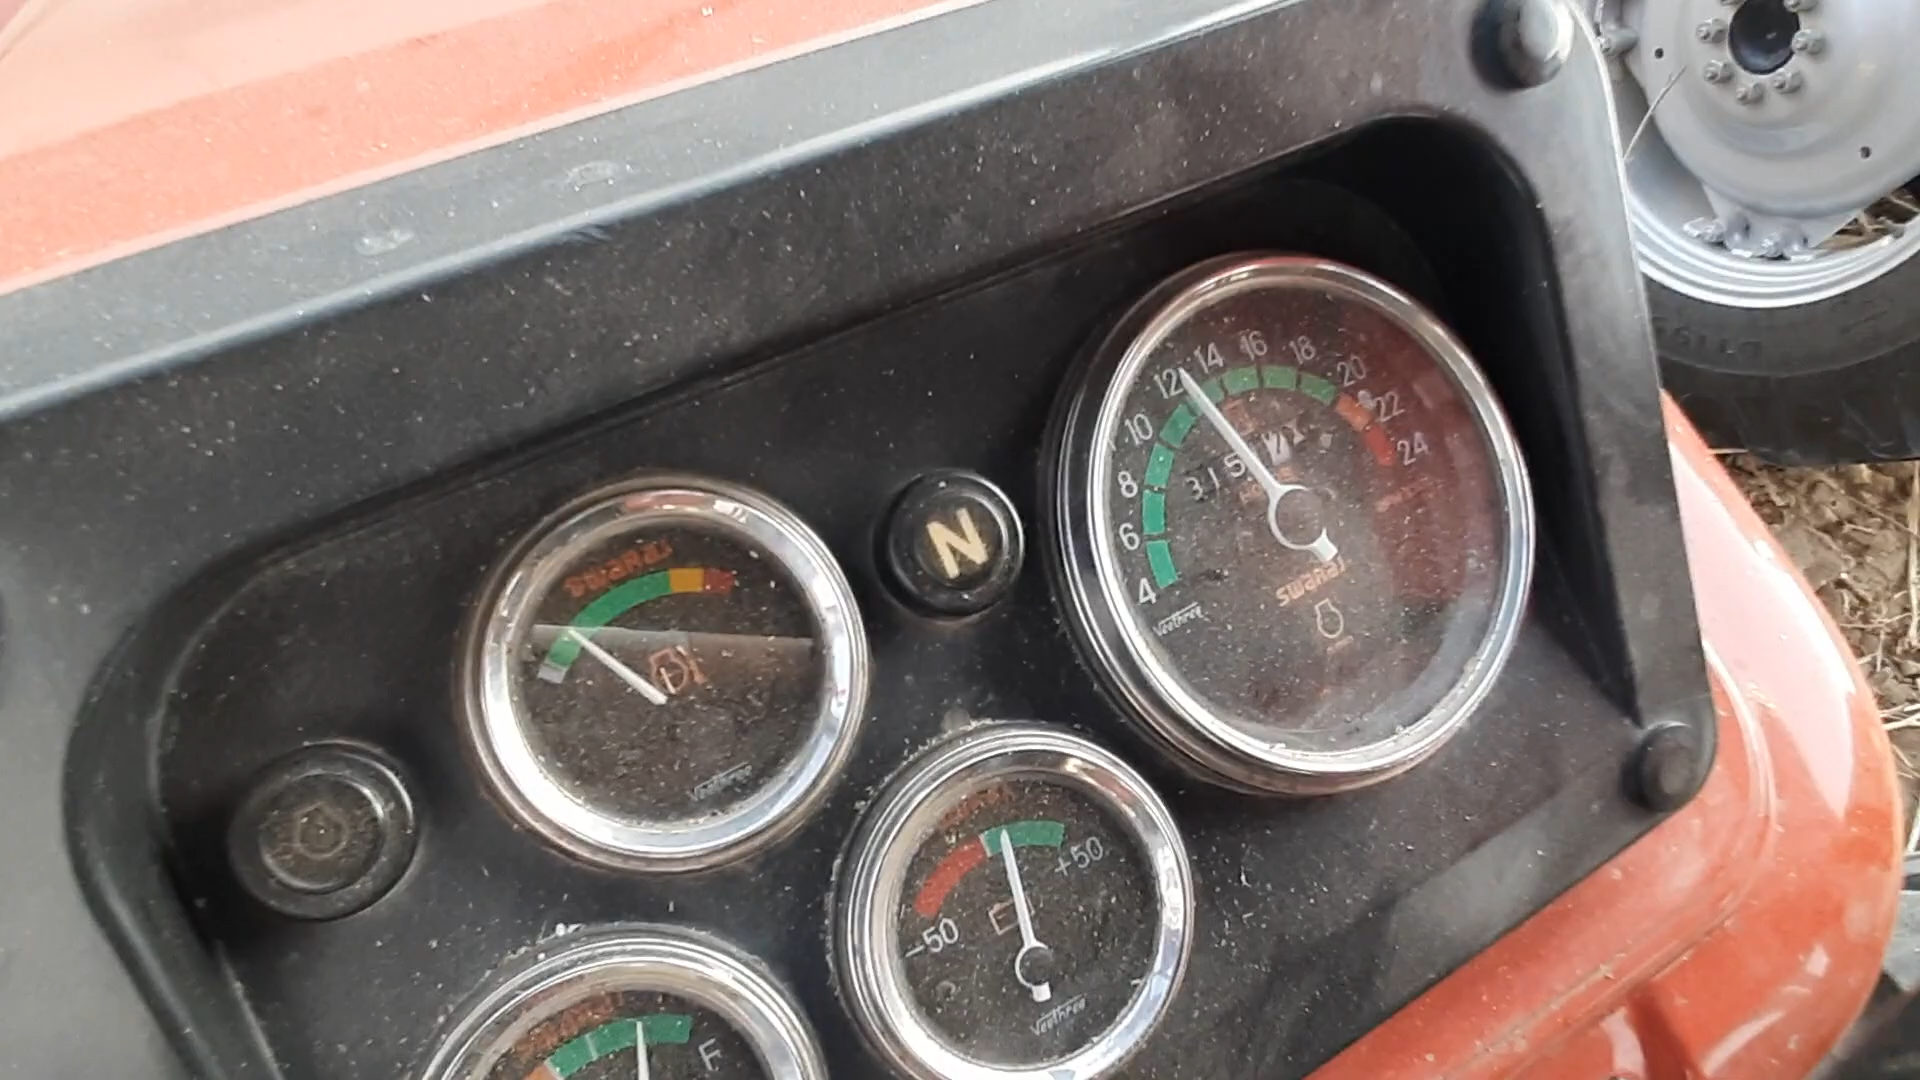 4 6 8 10 12 14 16 18 20 22 24
swaraj
Veethree
N
swaraj
Veethree
-50 +50
Veethree
F